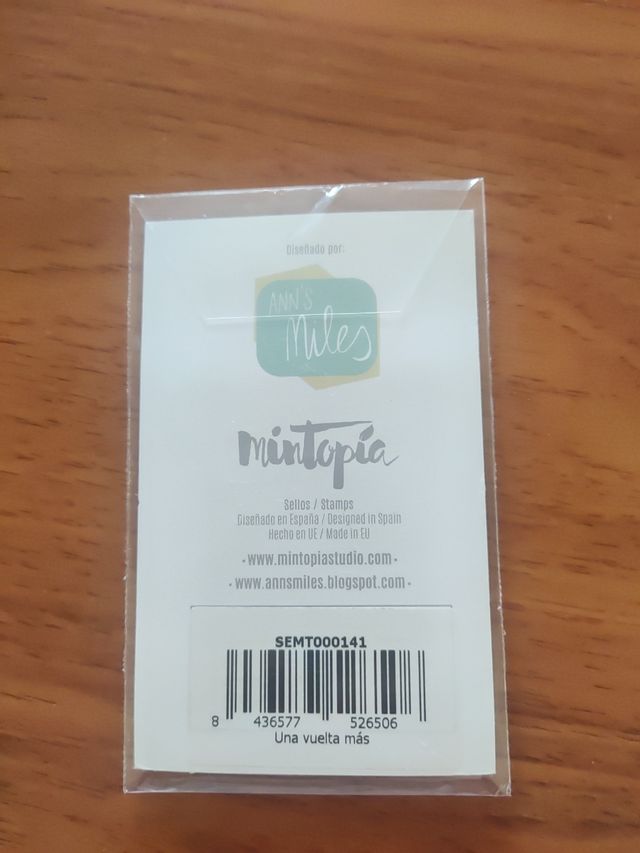 Diseñado por:
ANN'S
Miles
mintopía
Sellos / Stamps
Diseñado en España / Designed in Spain
Hecho en UE / Made in EU
· www.mintopiastudio.com ·
· www.annsmiles.blogspot.com ·
SEMT000141
8 436577 526506
Una vuelta más